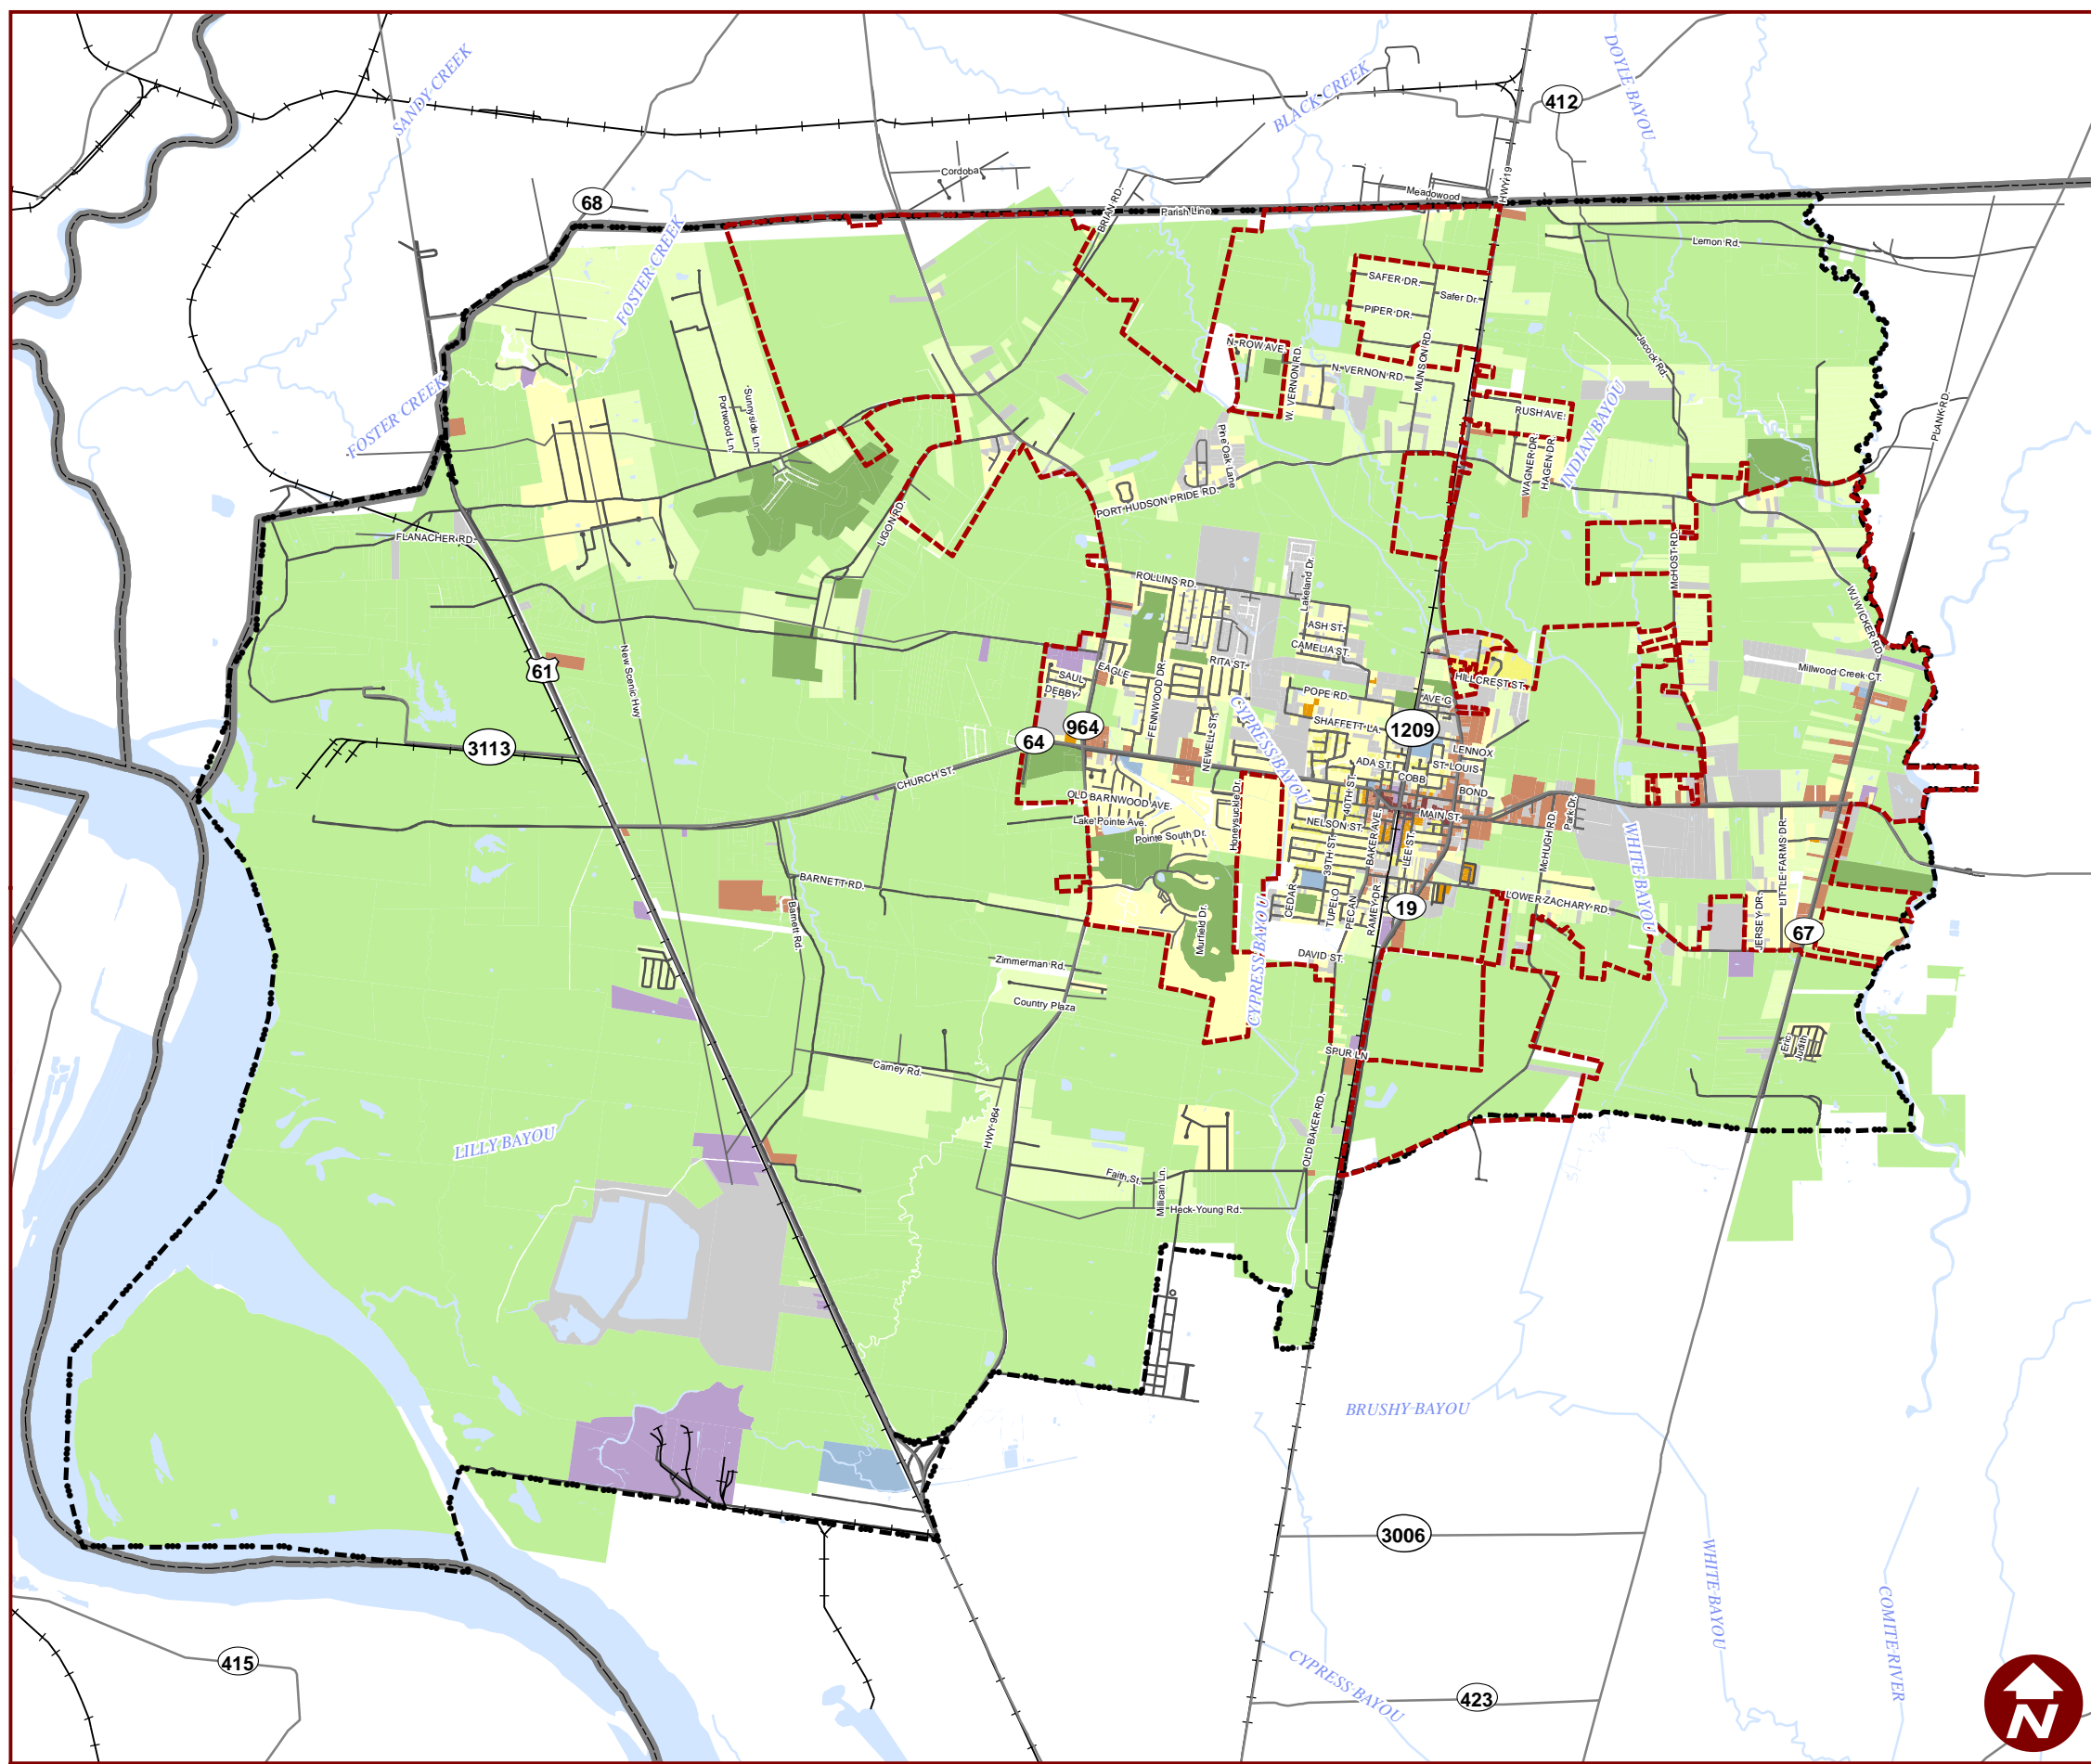 SANDY CREEK
BLACK CREEK
DOYLE BAYOU
412
Cordoba
Meadowood
HWY 19
68
BRIAN RD.
Parish Line
FOSTER CREEK
Lemon Rd.
SAFER DR.
Safer Dr.
PIPER DR.
N. ROW AVE
W. VERNON RD.
N. VERNON RD.
MUNSON RD.
Jacock Rd.
FOSTER CREEK
Portwood Ln.
Sunnyside Ln.
RUSH AVE.
INDIAN BAYOU
PLANK RD.
Pine Oak Lane
WAGNER DR.
HAGEN DR.
PORT HUDSON PRIDE RD.
LIGON RD.
FLANACHER RD.
McHOST RD.
ROLLINS RD.
Lakeland Dr.
WJ WICKER RD.
ASH ST.
CAMELIA ST.
RITA ST.
61
New Scenic Hwy
EAGLE
SAUL
DEBBY
FENNWOOD DR.
HILLCREST ST.
Millwood Creek CT.
POPE RD.
AVE G
CYPRESS BAYOU
964
64
3113
NEWELL ST.
SHAFFETT LA.
1209
LENNOX
ST. LOUIS
ADA ST.
COBB
BOND
CHURCH ST.
OLD BARNWOOD AVE.
Lake Pointe Ave.
Pointe South Dr.
Honeysuckle Dr.
40TH ST.
NELSON ST.
MAIN ST.
Park Dr.
McHUGH RD.
WHITE BAYOU
LITTLE FARMS DR.
39TH ST.
BAKER AVE.
LEE ST.
BARNETT RD.
Barnett Rd.
CEDAR
TUPELO
PECAN
RAMEY DR.
19
LOWER ZACHARY RD.
JERSEY DR.
67
Murfield Dr.
CYPRESS BAYOU
DAVID ST.
Zimmerman Rd.
Country Plaza
SPUR LN
Eric
Judith
Carney Rd.
HWY 964
OLD BAKER RD.
LILLY BAYOU
Faith St.
Millican Ln.
Heck-Young Rd.
BRUSHY BAYOU
3006
WHITE BAYOU
COMITE RIVER
415
CYPRESS BAYOU
423
N